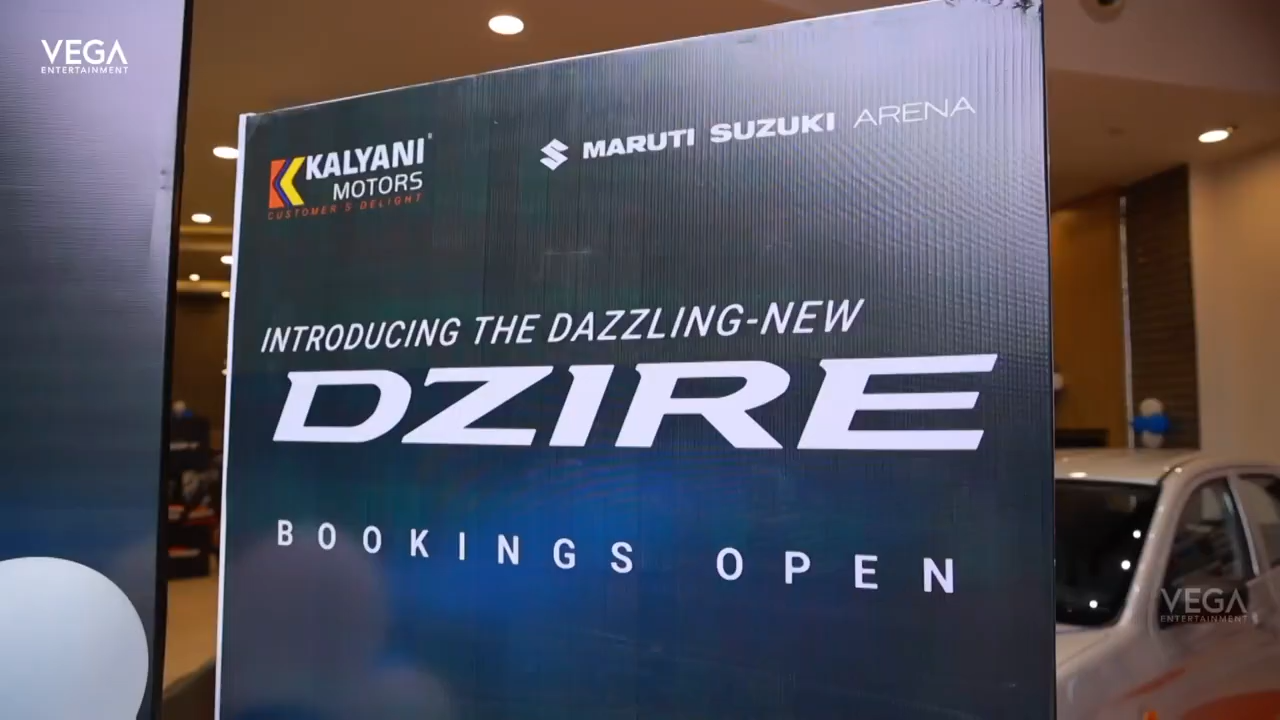 VEGA
ENTERTAINMENT
KALYANI
MOTORS
CUSTOMER'S DELIGHT
MARUTI SUZUKI ARENA
INTRODUCING THE DAZZLING-NEW
DZIRE
BOOKINGS OPEN
VEGA
ENTERTAINMENT